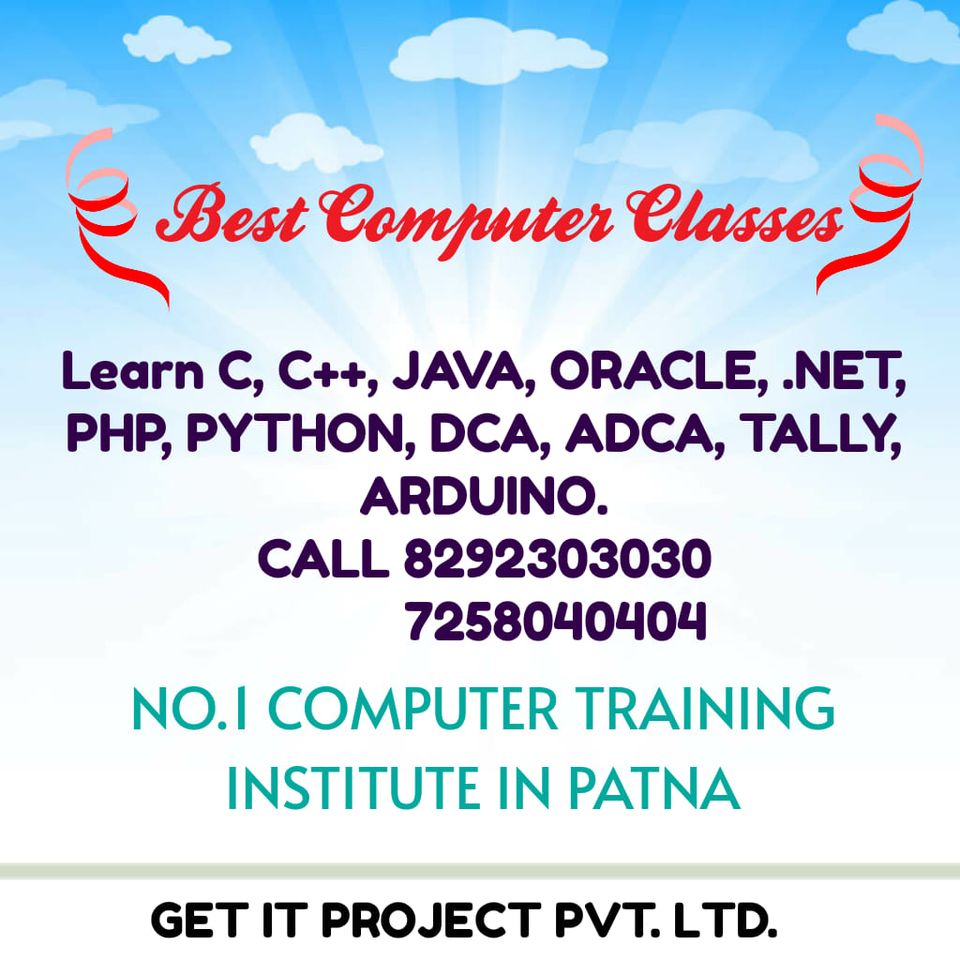 Best Computer Classes
Learn C, C++, JAVA, ORACLE, .NET,
PHP, PYTHON, DCA, ADCA, TALLY,
ARDUINO.
CALL 8292303030
7258040404
NO.1 COMPUTER TRAINING
INSTITUTE IN PATNA
GET IT PROJECT PVT. LTD.